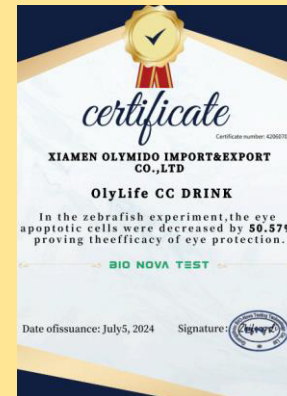 certificate
Certificate number: 4206070
XIAMEN OLYMIDO IMPORT&EXPORT
CO.,LTD
OlyLife CC DRINK
In the zebrafish experiment,the eye
apoptotic cells were decreased by 50.57%
proving theefficacy of eye protection.
BIO NOVA TEST
Date ofissuance: July5, 2024
Signature: